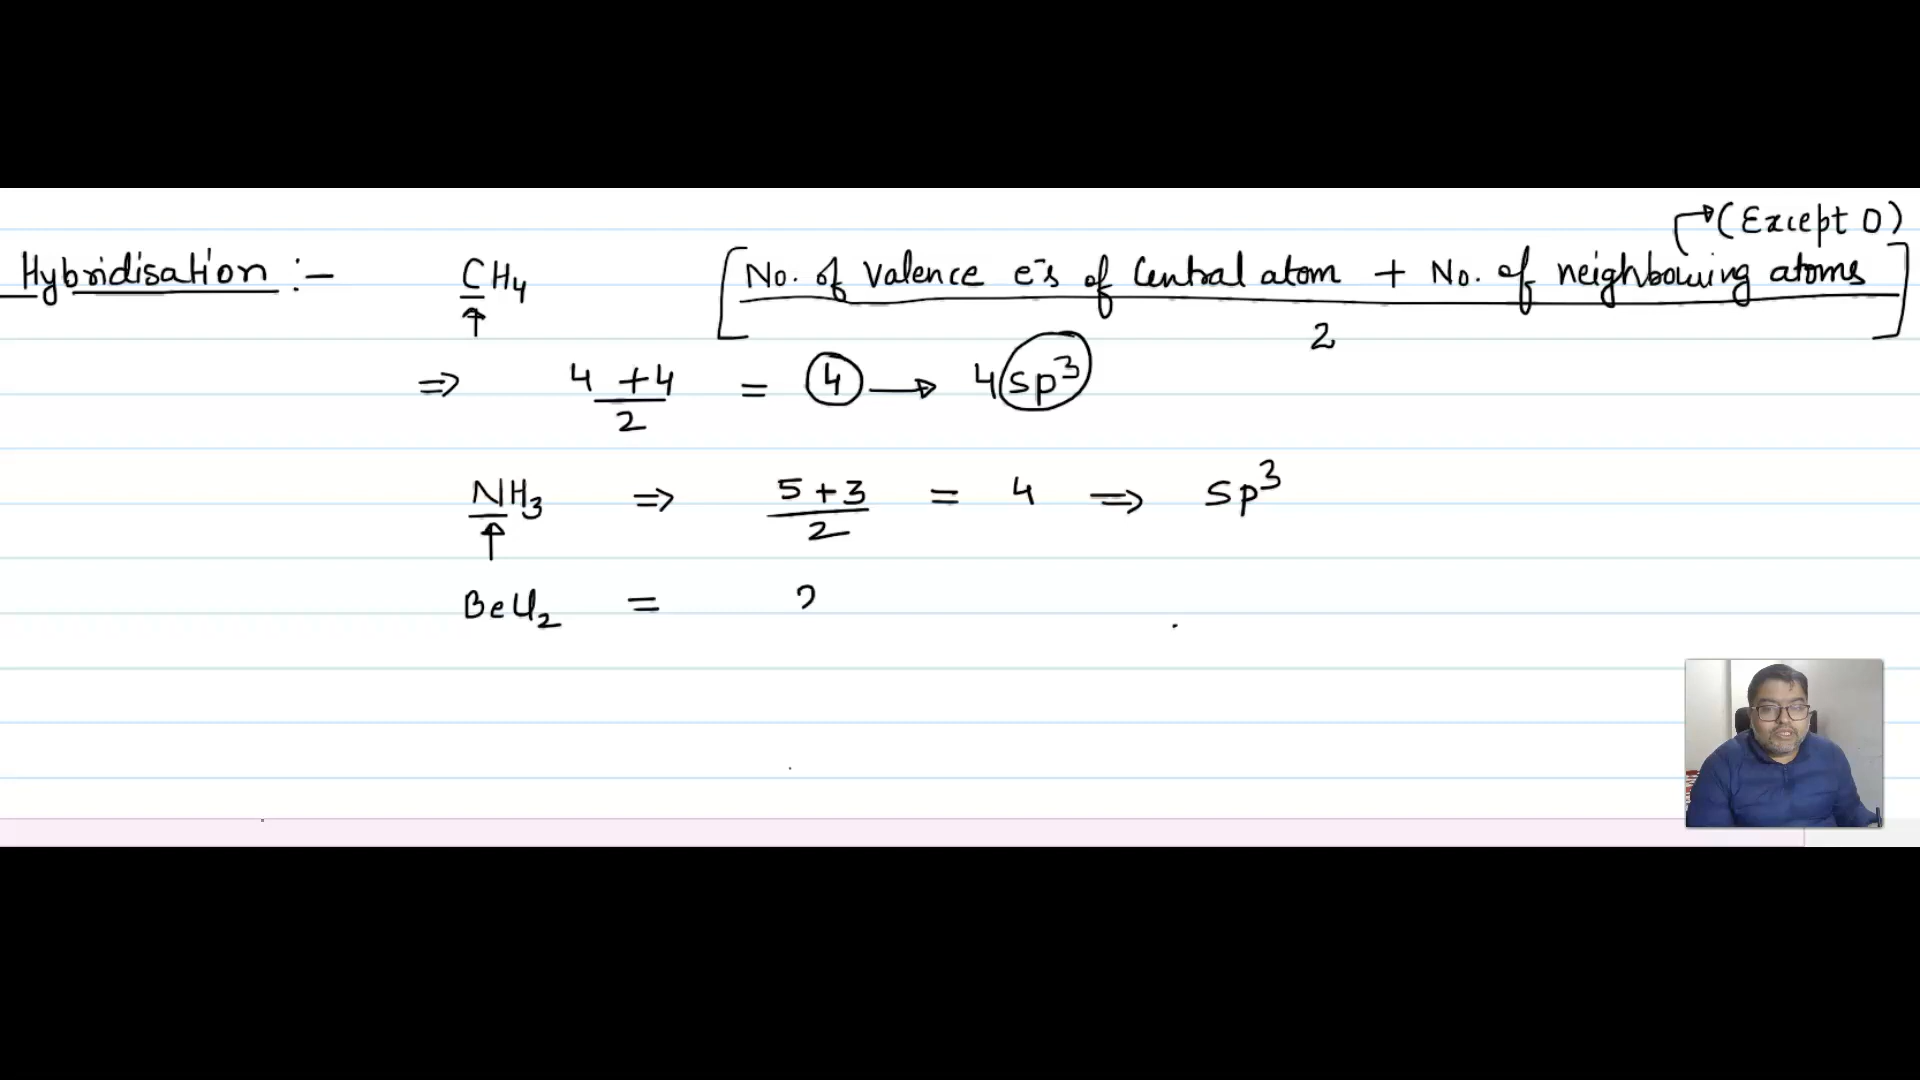 (Except O)
Hybridisation :- CH4 [No. of valence e-s of Central atom + No. of neighbouring atoms / 2]
⇒ 4 + 4 / 2 = 4 → 4 sp³
NH3 ⇒ 5 + 3 / 2 = 4 ⇒ sp³
BeCl2 = 2